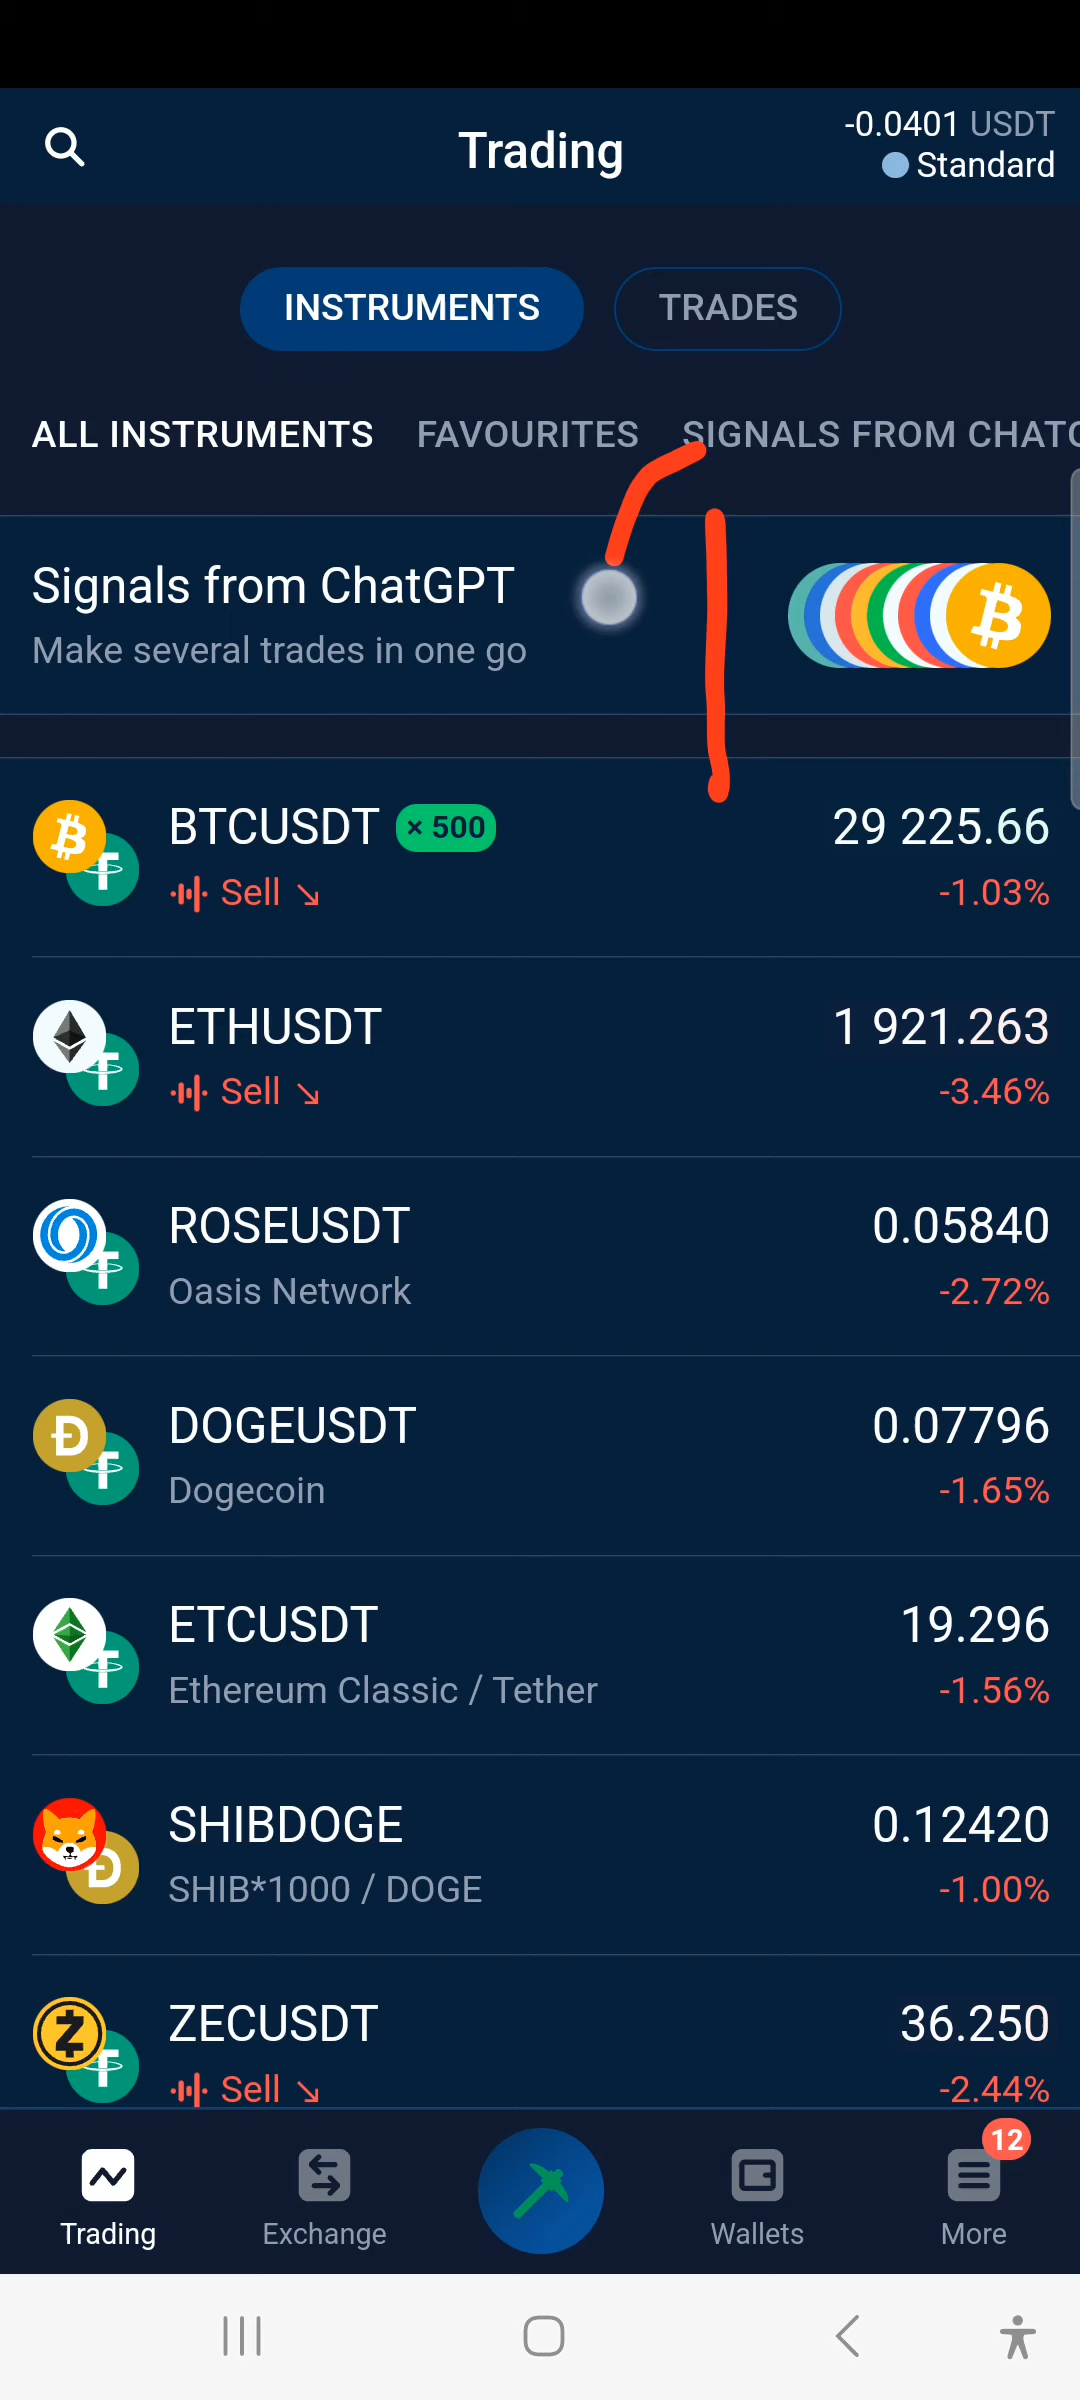 -0.0401 USDT
Trading
Standard
INSTRUMENTS
TRADES
ALL INSTRUMENTS
FAVOURITES
SIGNALS FROM CHATG
Signals from ChatGPT
Make several trades in one go
BTCUSDT × 500 29 225.66
Sell ↘ -1.03%
ETHUSDT 1 921.263
Sell ↘ -3.46%
ROSEUSDT 0.05840
Oasis Network -2.72%
DOGEUSDT 0.07796
Dogecoin -1.65%
ETCUSDT 19.296
Ethereum Classic / Tether -1.56%
SHIBDOGE 0.12420
SHIB*1000 / DOGE -1.00%
ZECUSDT 36.250
Sell ↘ -2.44%
12
Trading
Exchange
Wallets
More